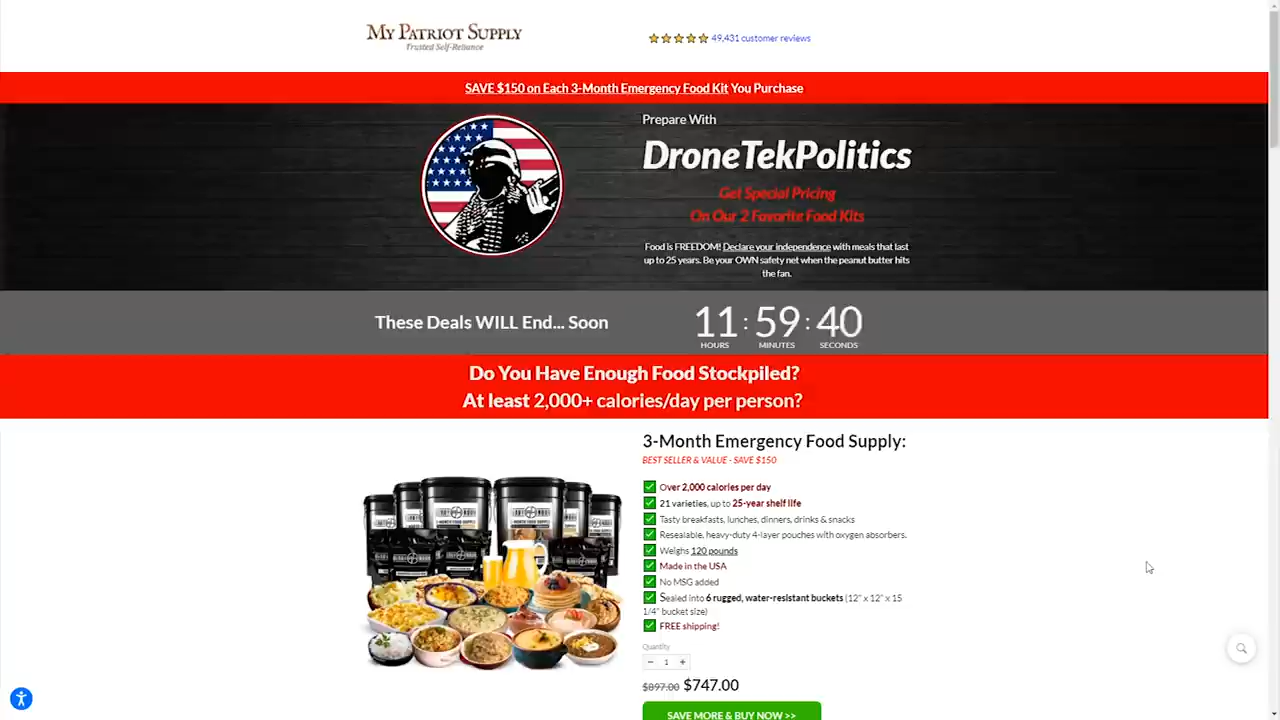 MY PATRIOT SUPPLY
Trusted Self-Reliance
49,431 customer reviews
SAVE $150 on Each 3-Month Emergency Food Kit You Purchase
Prepare With
DroneTekPolitics
Get Special Pricing
On Our 2 Favorite Food Kits
Food is FREEDOM! Declare your independence with meals that last
up to 25 years. Be your OWN safety net when the peanut butter hits
the fan.
These Deals WILL End... Soon
11 : 59 : 40
HOURS MINUTES SECONDS
Do You Have Enough Food Stockpiled?
At least 2,000+ calories/day per person?
3-Month Emergency Food Supply:
BEST SELLER & VALUE - SAVE $150
Over 2,000 calories per day
21 varieties, up to 25-year shelf life
Tasty breakfasts, lunches, dinners, drinks & snacks
Resealable, heavy-duty 4-layer pouches with oxygen absorbers.
Weighs 120 pounds
Made in the USA
No MSG added
Sealed into 6 rugged, water-resistant buckets (12" x 12" x 15
1/4" bucket size)
FREE shipping!
Quantity
− 1 +
$897.00 $747.00
SAVE MORE & BUY NOW >>